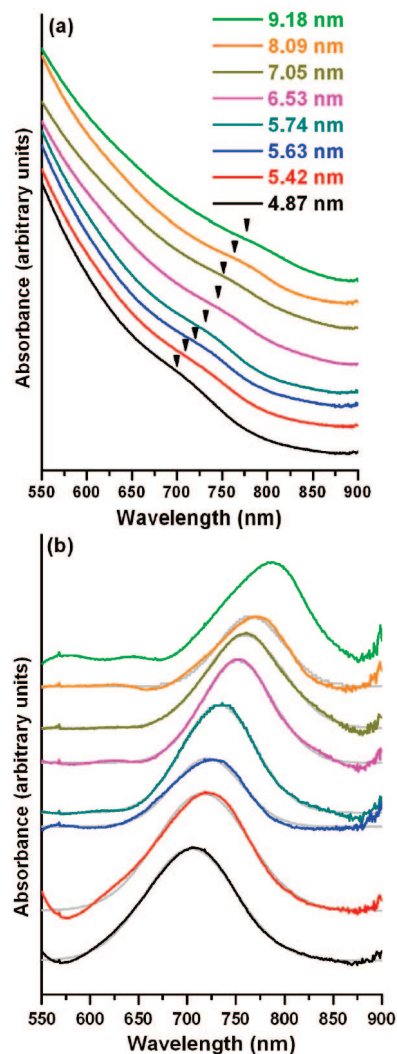 (a)
9.18 nm
8.09 nm
7.05 nm
6.53 nm
5.74 nm
5.63 nm
5.42 nm
4.87 nm
Absorbance (arbitrary units)
550 600 650 700 750 800 850 900
Wavelength (nm)
(b)
Absorbance (arbitrary units)
550 600 650 700 750 800 850 900
Wavelength (nm)